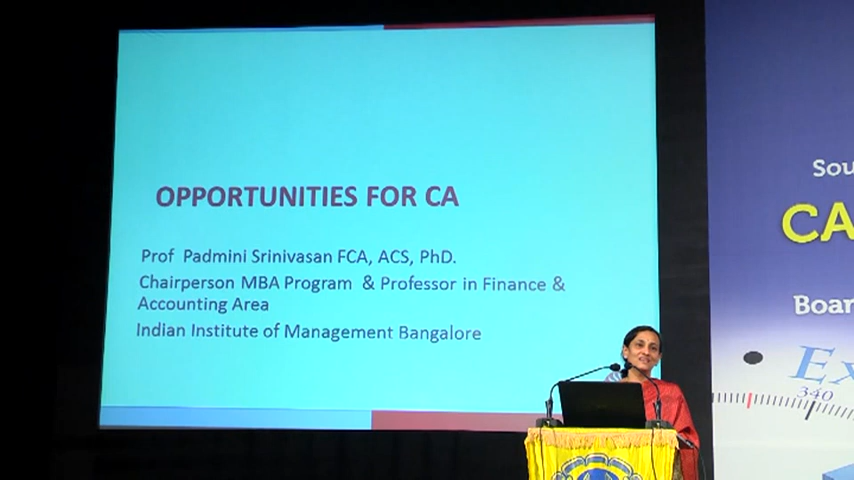 OPPORTUNITIES FOR CA
Prof Padmini Srinivasan FCA, ACS, PhD.
Chairperson MBA Program & Professor in Finance &
Accounting Area
Indian Institute of Management Bangalore
Sou
CA
Boar
Ex
340